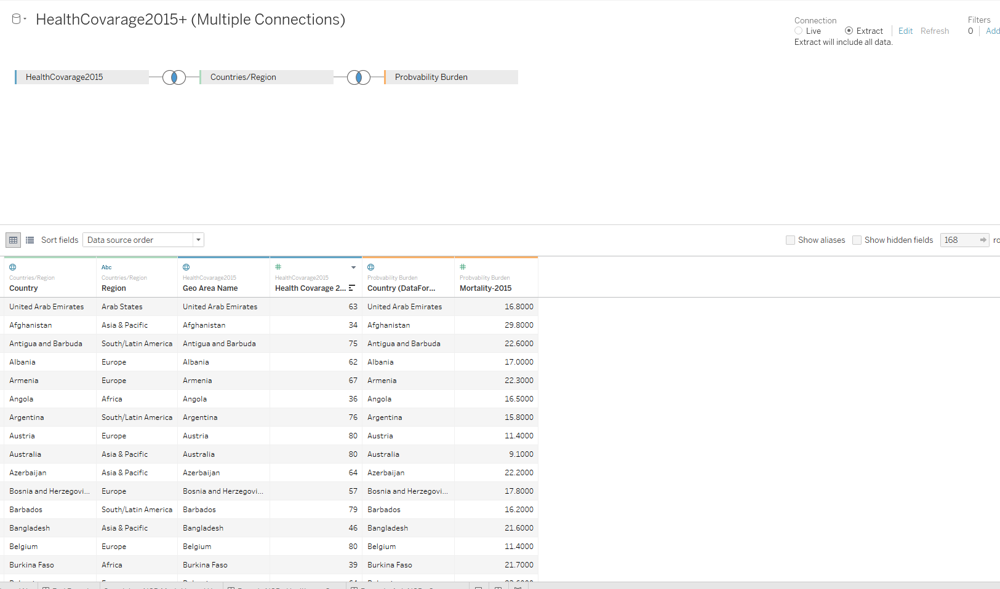 HealthCovarage2015+ (Multiple Connections)
Connection
Filters
Live
Extract
Edit
Refresh
0
Add
Extract will include all data.
HealthCovarage2015
Countries/Region
Probvability Burden
Sort fields
Data source order
Show aliases
Show hidden fields
168
ro
Abc
Countries/Region
Countries/Region
HealthCovarage2015
HealthCovarage2015
Probvability Burden
Probvability Burden
Country
Region
Geo Area Name
Health Covarage 2...
Country (DataFor...
Mortality-2015
United Arab Emirates Arab States United Arab Emirates 63 United Arab Emirates 16.8000
Afghanistan Asia & Pacific Afghanistan 34 Afghanistan 29.8000
Antigua and Barbuda South/Latin America Antigua and Barbuda 75 Antigua and Barbuda 22.6000
Albania Europe Albania 62 Albania 17.0000
Armenia Europe Armenia 67 Armenia 22.3000
Angola Africa Angola 36 Angola 16.5000
Argentina South/Latin America Argentina 76 Argentina 15.8000
Austria Europe Austria 80 Austria 11.4000
Australia Asia & Pacific Australia 80 Australia 9.1000
Azerbaijan Asia & Pacific Azerbaijan 64 Azerbaijan 22.2000
Bosnia and Herzegovi... Europe Bosnia and Herzegovi... 57 Bosnia and Herzegovi... 17.8000
Barbados South/Latin America Barbados 79 Barbados 16.2000
Bangladesh Asia & Pacific Bangladesh 46 Bangladesh 21.6000
Belgium Europe Belgium 80 Belgium 11.4000
Burkina Faso Africa Burkina Faso 39 Burkina Faso 21.7000